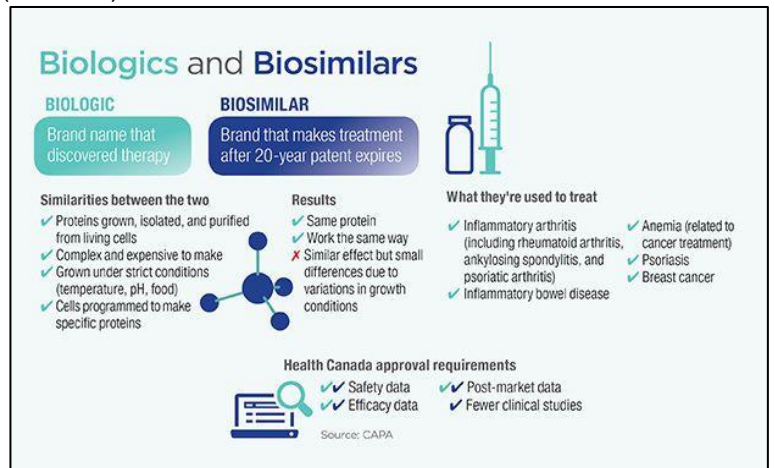 Biologics and Biosimilars
BIOLOGIC
Brand name that
discovered therapy
BIOSIMILAR
Brand that makes treatment
after 20-year patent expires
Similarities between the two
✓ Proteins grown, isolated, and purified
from living cells
✓ Complex and expensive to make
✓ Grown under strict conditions
(temperature, pH, food)
✓ Cells programmed to make
specific proteins
Results
✓ Same protein
✓ Work the same way
✗ Similar effect but small
differences due to
variations in growth
conditions
What they're used to treat
✓ Inflammatory arthritis
(including rheumatoid arthritis,
ankylosing spondylitis, and
psoriatic arthritis)
✓ Inflammatory bowel disease
✓ Anemia (related to
cancer treatment)
✓ Psoriasis
✓ Breast cancer
Health Canada approval requirements
✓✓ Safety data
✓✓ Efficacy data
✓✓ Post-market data
✓ Fewer clinical studies
Source: CAPA